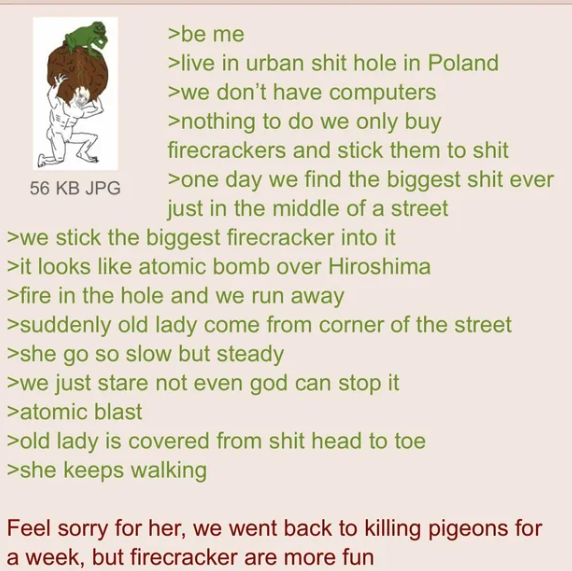 >be me
>live in urban shit hole in Poland
>we don't have computers
>nothing to do we only buy
firecrackers and stick them to shit
>one day we find the biggest shit ever
just in the middle of a street
56 KB JPG
>we stick the biggest firecracker into it
>it looks like atomic bomb over Hiroshima
>fire in the hole and we run away
>suddenly old lady come from corner of the street
>she go so slow but steady
>we just stare not even god can stop it
>atomic blast
>old lady is covered from shit head to toe
>she keeps walking
Feel sorry for her, we went back to killing pigeons for
a week, but firecracker are more fun